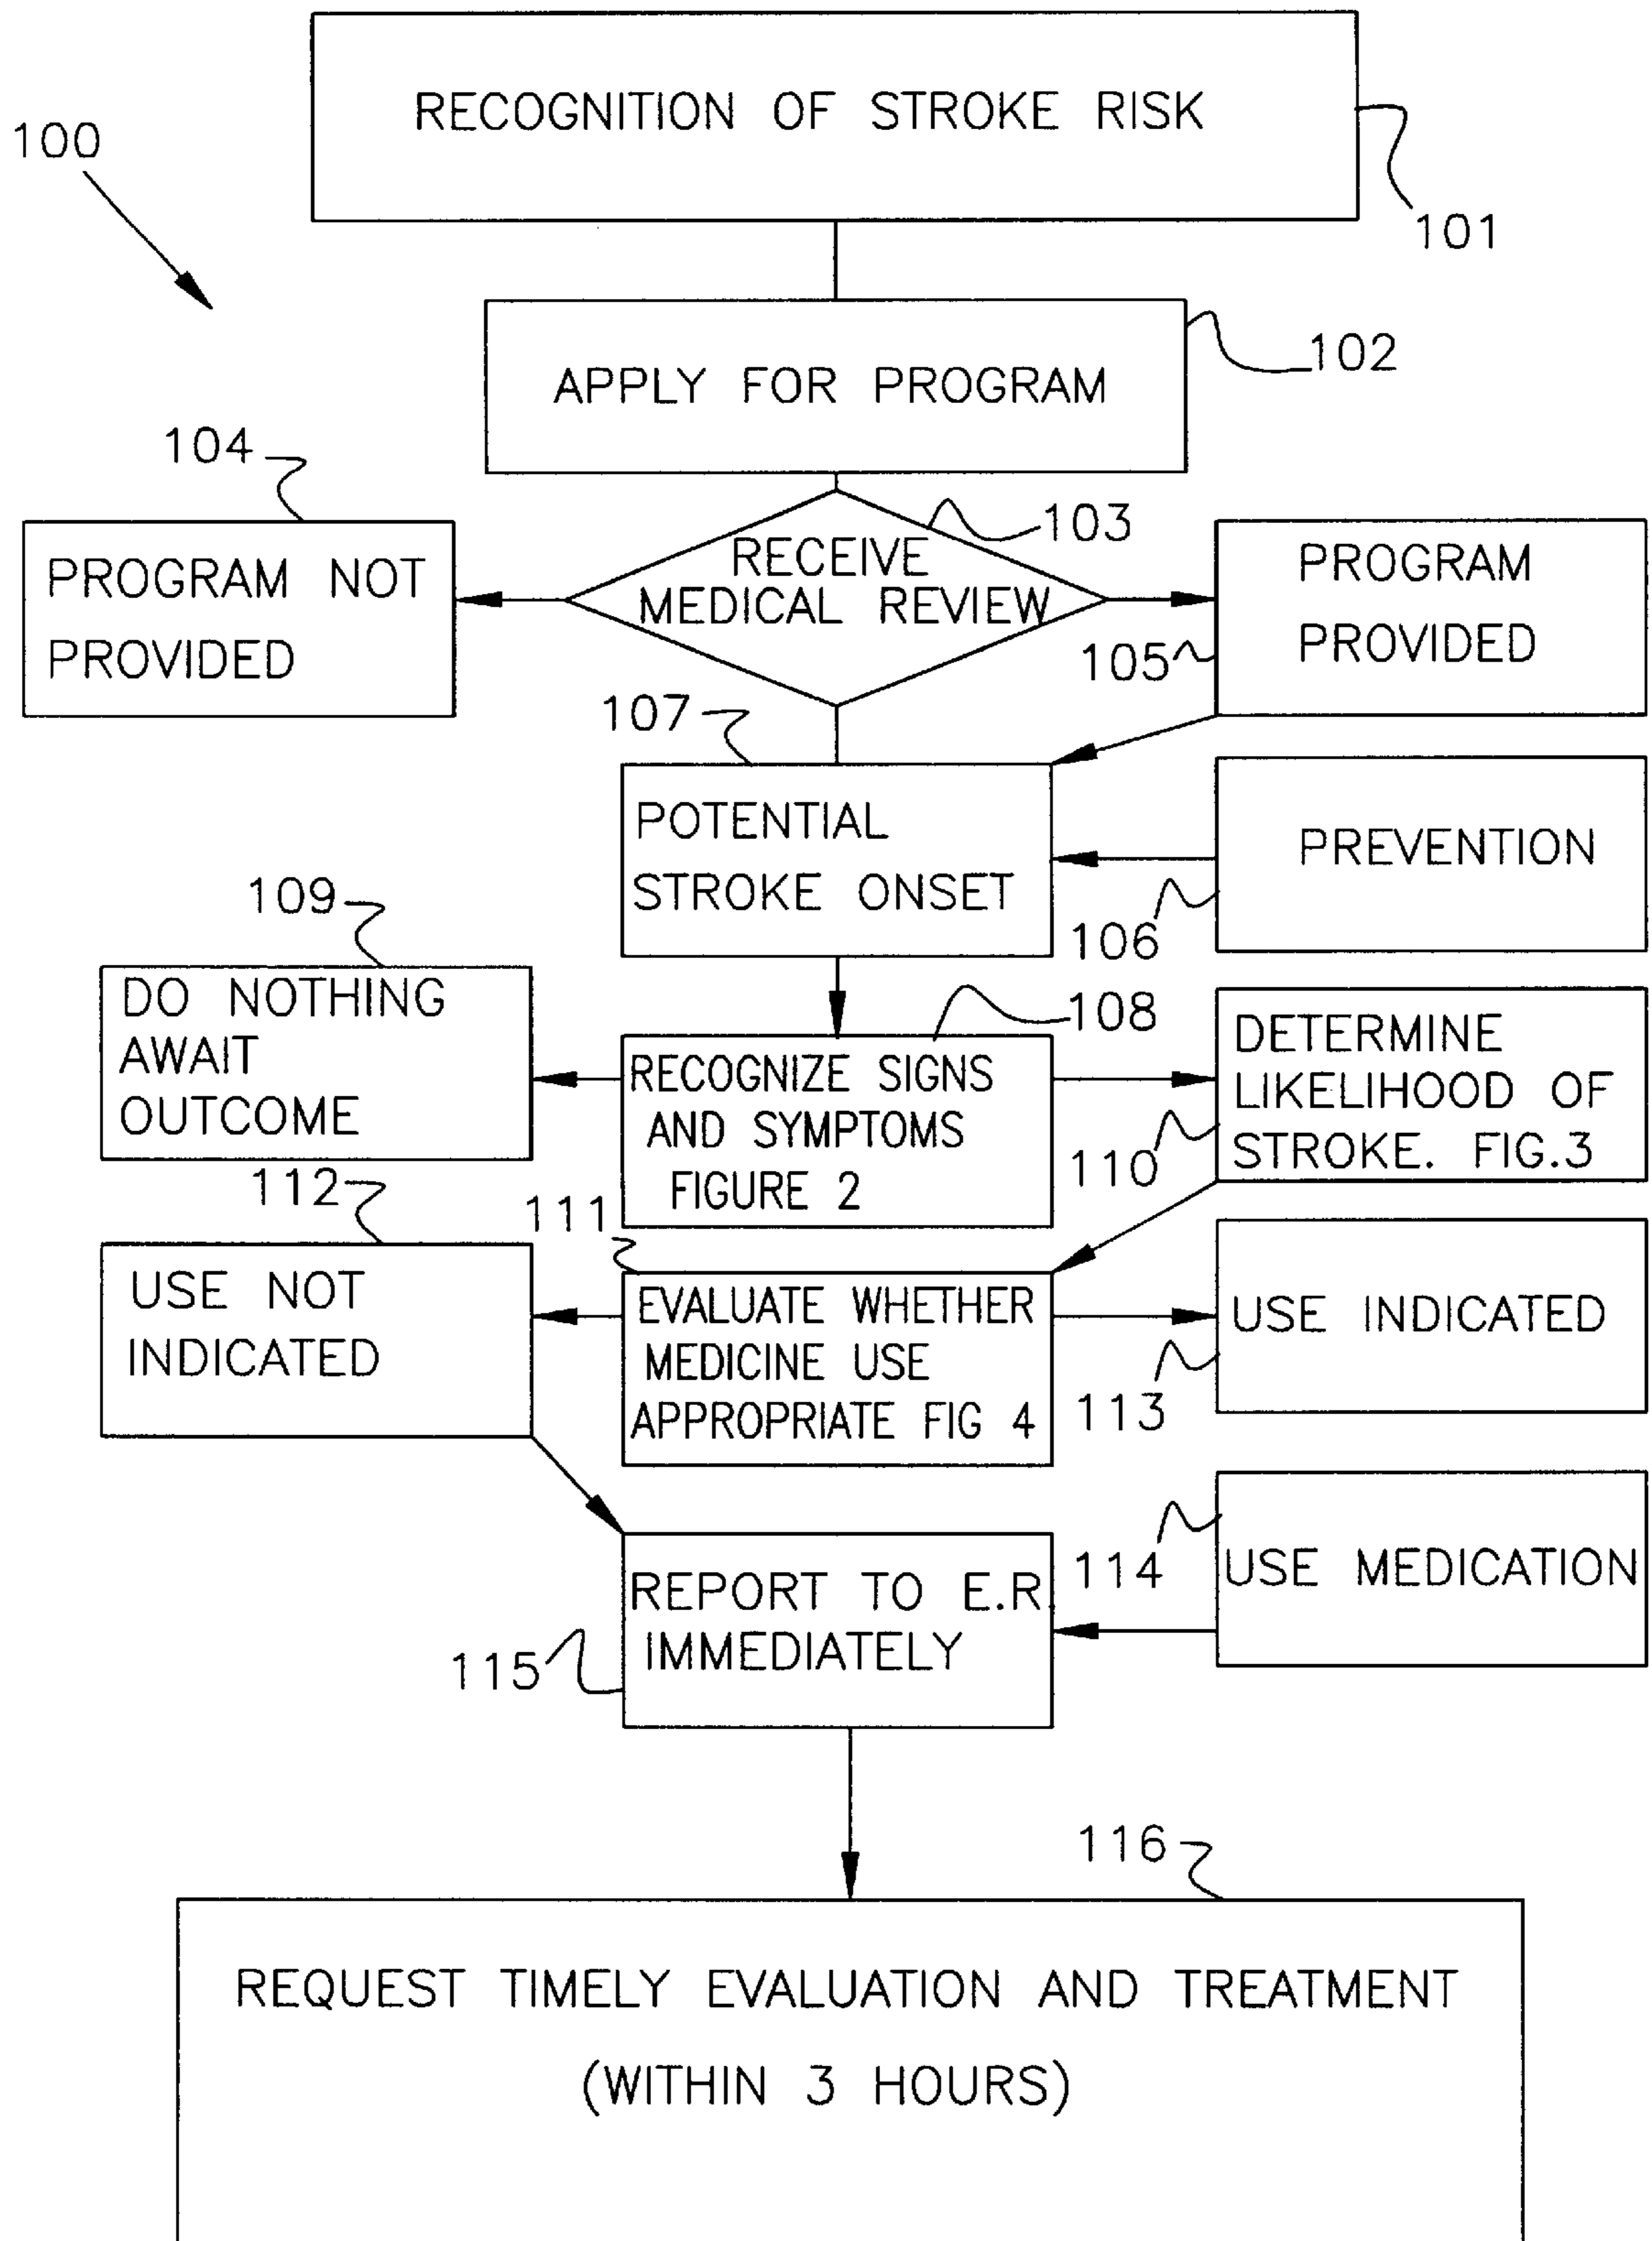 RECOGNITION OF STROKE RISK
100
101
APPLY FOR PROGRAM
102
104
103
PROGRAM NOT
PROVIDED
RECEIVE
MEDICAL REVIEW
PROGRAM
PROVIDED
105
107
POTENTIAL
STROKE ONSET
PREVENTION
106
109
DO NOTHING
AWAIT
OUTCOME
108
RECOGNIZE SIGNS
AND SYMPTOMS
FIGURE 2
DETERMINE
LIKELIHOOD OF
STROKE. FIG.3
110
112
111
USE NOT
INDICATED
EVALUATE WHETHER
MEDICINE USE
APPROPRIATE FIG 4
USE INDICATED
113
REPORT TO E.R
IMMEDIATELY
115
114
USE MEDICATION
116
REQUEST TIMELY EVALUATION AND TREATMENT
(WITHIN 3 HOURS)